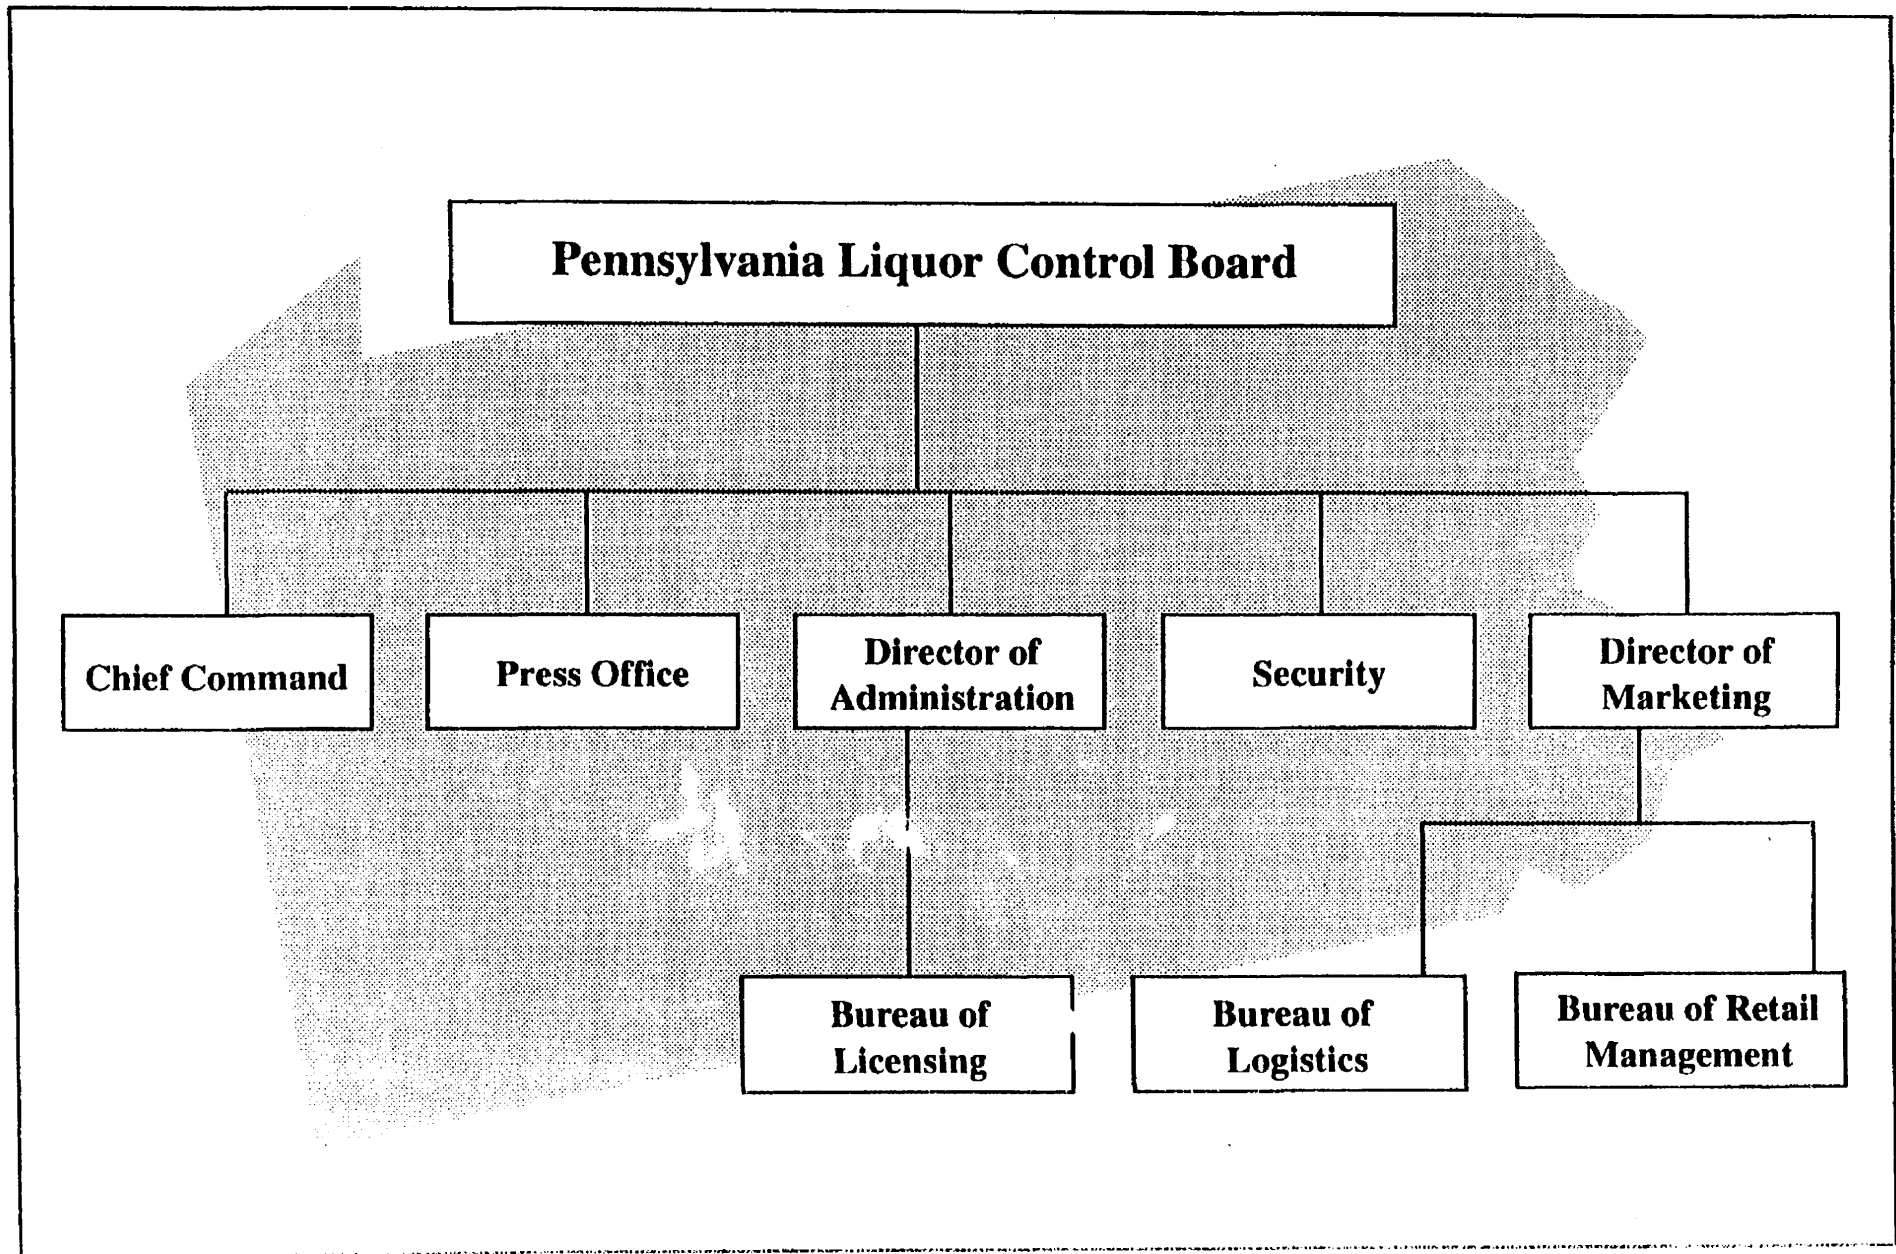 Pennsylvania Liquor Control Board
Chief Command
Press Office
Director of
Administration
Security
Director of
Marketing
Bureau of
Licensing
Bureau of
Logistics
Bureau of Retail
Management